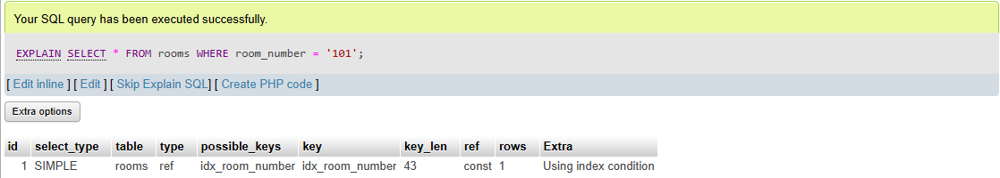 Your SQL query has been executed successfully.
EXPLAIN SELECT * FROM rooms WHERE room_number = '101';
[ Edit inline ] [ Edit ] [ Skip Explain SQL] [ Create PHP code ]
Extra options
id select_type table type possible_keys key key_len ref rows Extra
1 SIMPLE rooms ref idx_room_number idx_room_number 43 const 1 Using index condition